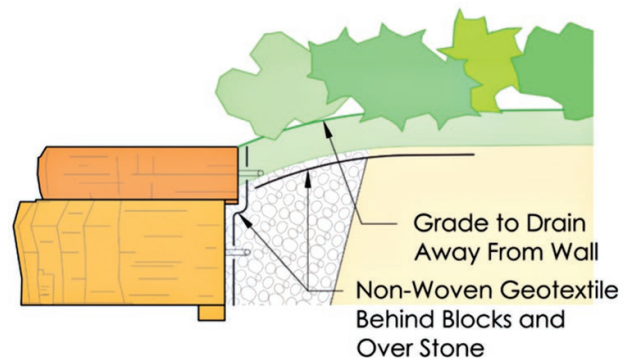 Grade to Drain
Away From Wall
Non-Woven Geotextile
Behind Blocks and
Over Stone